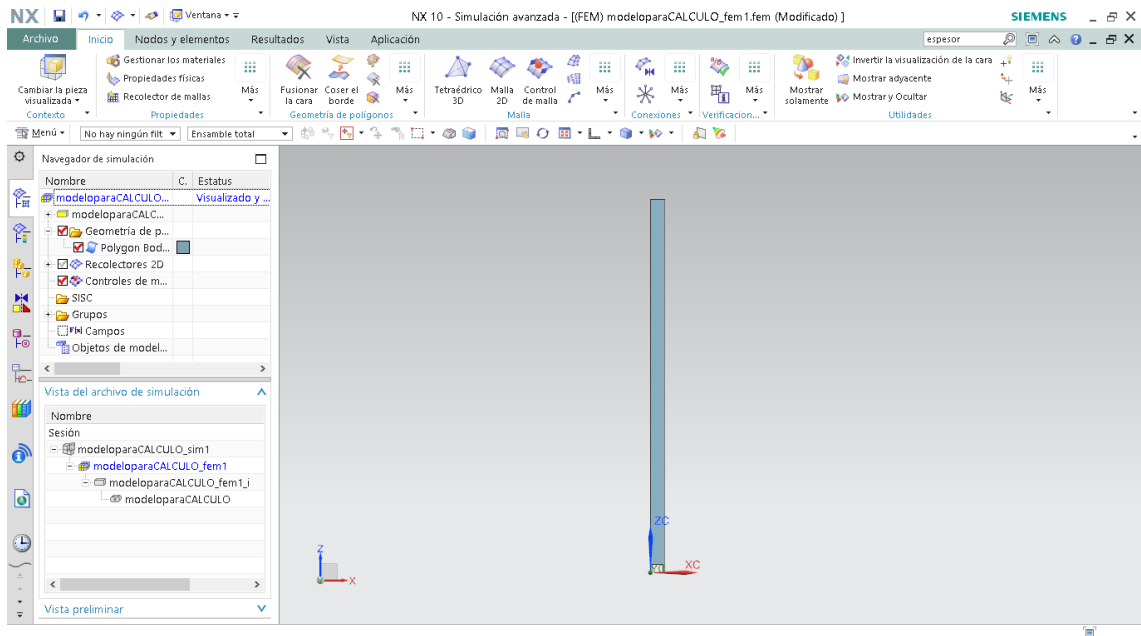 NX Ventana NX 10 - Simulación avanzada - [(FEM) modeloparaCALCULO_fem1.fem (Modificado) ] SIEMENS
Archivo Inicio Nodos y elementos Resultados Vista Aplicación espesor
Cambiar la pieza visualizada
Gestionar los materiales
Propiedades físicas
Recolector de mallas
Más
Fusionar la cara
Coser el borde
Más
Tetraédrico 3D
Malla 2D
Control de malla
Más
Más
Más
Mostrar solamente
Invertir la visualización de la cara
Mostrar adyacente
Mostrar y Ocultar
Más
Contexto Propiedades Geometría de polígonos Malla Conexiones Verificacion... Utilidades
Menú No hay ningún filt Ensamble total
Navegador de simulación
Nombre C. Estatus
modeloparaCALCULO... Visualizado y ...
modeloparaCALC...
Geometría de p...
Polygon Bod...
Recolectores 2D
Controles de m...
SISC
Grupos
Campos
Objetos de model...
Vista del archivo de simulación
Nombre
Sesión
modeloparaCALCULO_sim1
modeloparaCALCULO_fem1
modeloparaCALCULO_fem1_i
modeloparaCALCULO
Vista preliminar
ZC
XC
YC
Z
X